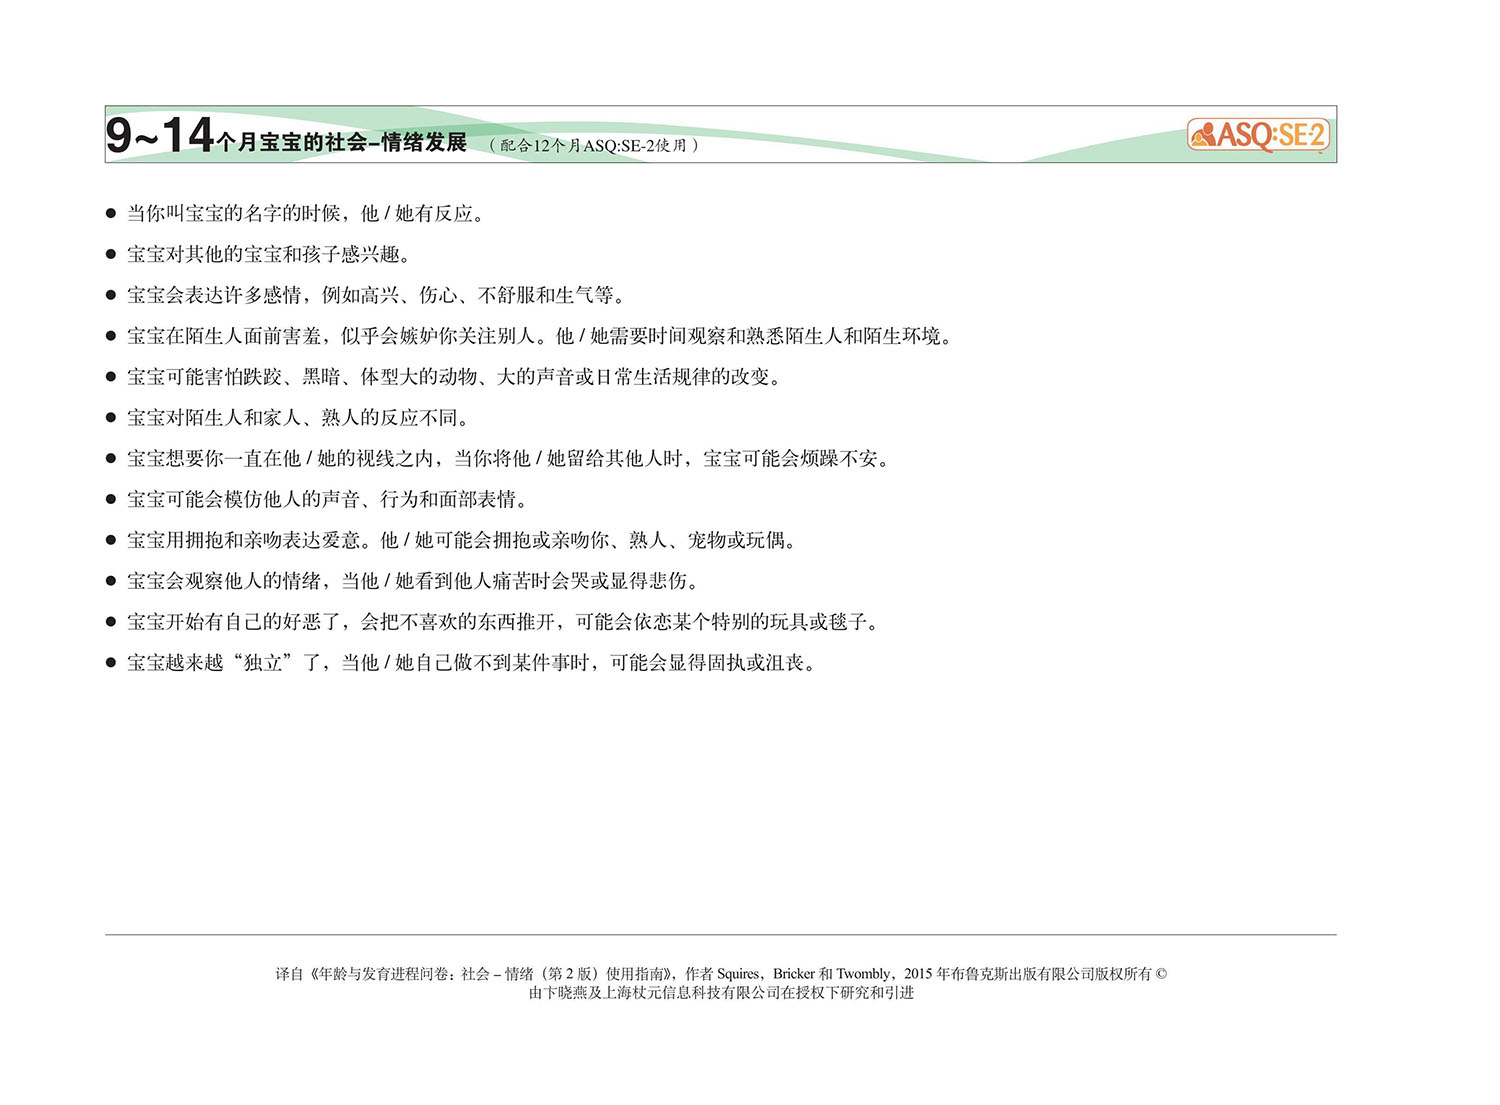 9~14个月宝宝的社会–情绪发展 （配合12个月ASQ:SE-2使用）
ASQ:SE-2
● 当你叫宝宝的名字的时候，他 / 她有反应。
● 宝宝对其他的宝宝和孩子感兴趣。
● 宝宝会表达许多感情，例如高兴、伤心、不舒服和生气等。
● 宝宝在陌生人面前害羞，似乎会嫉妒你关注别人。他 / 她需要时间观察和熟悉陌生人和陌生环境。
● 宝宝可能害怕跌跤、黑暗、体型大的动物、大的声音或日常生活规律的改变。
● 宝宝对陌生人和家人、熟人的反应不同。
● 宝宝想要你一直在他 / 她的视线之内，当你将他 / 她留给其他人时，宝宝可能会烦躁不安。
● 宝宝可能会模仿他人的声音、行为和面部表情。
● 宝宝用拥抱和亲吻表达爱意。他 / 她可能会拥抱或亲吻你、熟人、宠物或玩偶。
● 宝宝会观察他人的情绪，当他 / 她看到他人痛苦时会哭或显得悲伤。
● 宝宝开始有自己的好恶了，会把不喜欢的东西推开，可能会依恋某个特别的玩具或毯子。
● 宝宝越来越“独立”了，当他 / 她自己做不到某件事时，可能会显得固执或沮丧。
译自《年龄与发育进程问卷：社会 – 情绪（第 2 版）使用指南》，作者 Squires，Bricker 和 Twombly，2015 年布鲁克斯出版有限公司版权所有 ©
由卞晓燕及上海杖元信息科技有限公司在授权下研究和引进